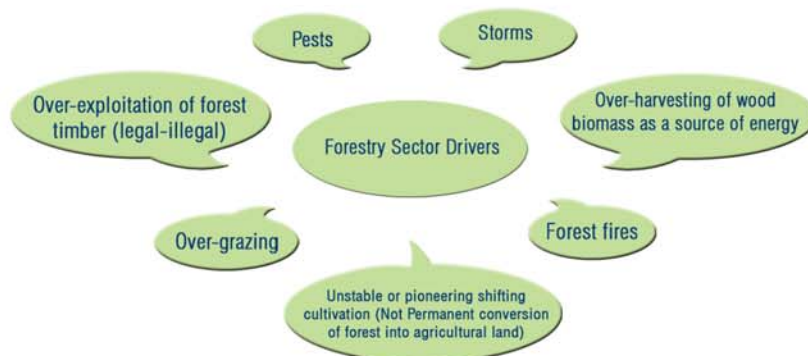 Pests
Storms
Over-exploitation of forest
timber (legal-illegal)
Over-harvesting of wood
biomass as a source of energy
Forestry Sector Drivers
Over-grazing
Forest fires
Unstable or pioneering shifting
cultivation (Not Permanent conversion
of forest into agricultural land)